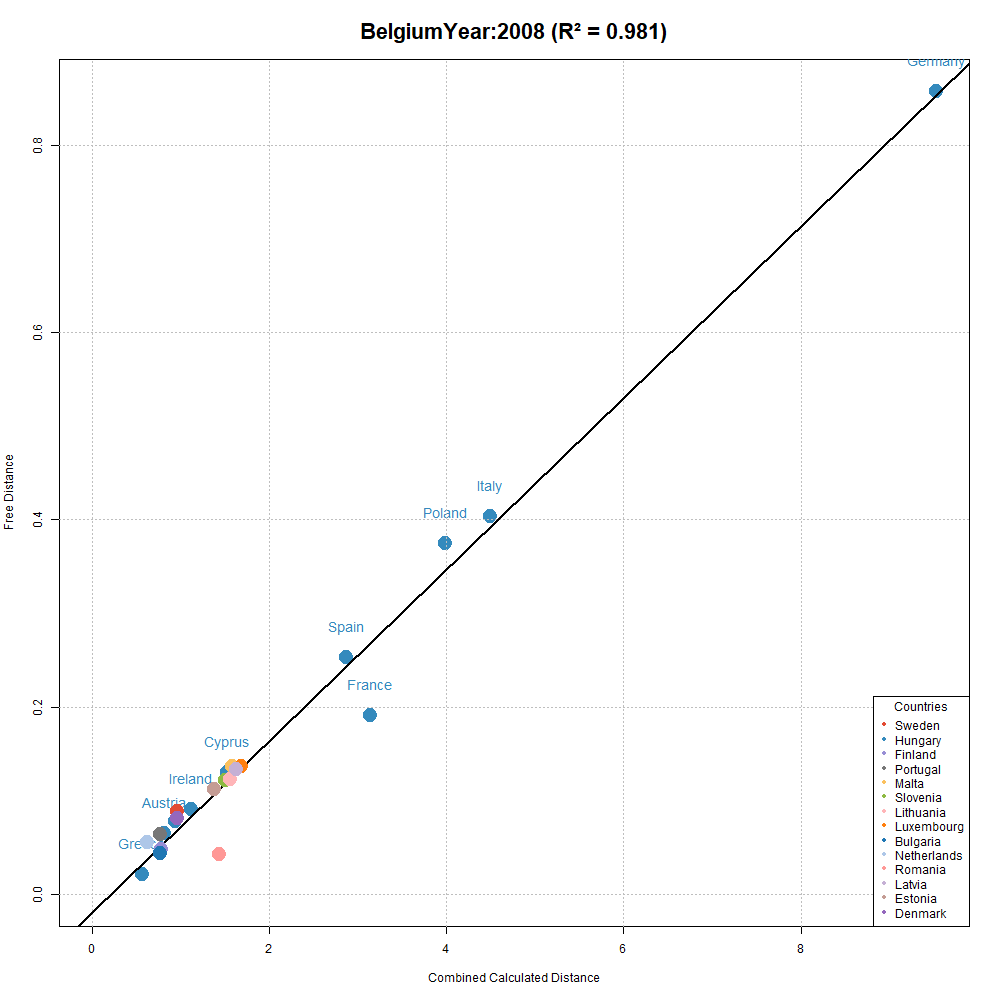 BelgiumYear:2008 (R² = 0.981)
Germany
0.8
0.6
Italy
Poland
0.4
Free Distance
Spain
France
0.2
Cyprus
Ireland
Austria
0.0
Countries
Sweden
Hungary
Finland
Portugal
Malta
Slovenia
Lithuania
Luxembourg
Bulgaria
Netherlands
Romania
Latvia
Estonia
Denmark
0 2 4 6 8
Combined Calculated Distance